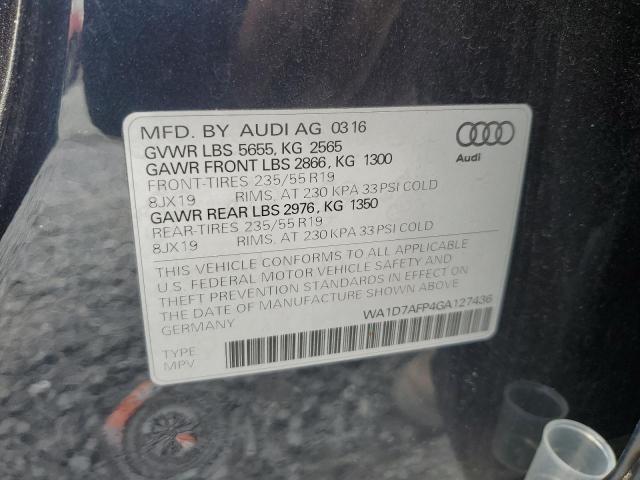 MFD. BY AUDI AG 03 16
GVWR LBS 5655, KG 2565
GAWR FRONT LBS 2866, KG 1300
FRONT-TIRES 235/55 R19
8JX19 RIMS, AT 230 KPA 33 PSI COLD
GAWR REAR LBS 2976, KG 1350
REAR-TIRES 235/55 R19
8JX19 RIMS, AT 230 KPA 33 PSI COLD
Audi
THIS VEHICLE CONFORMS TO ALL APPLICABLE
U.S. FEDERAL MOTOR VEHICLE SAFETY AND
THEFT PREVENTION STANDARDS IN EFFECT ON
THE DATE OF MANUFACTURE SHOWN ABOVE
GERMANY
WA1D7AFP4GA127436
TYPE
MPV